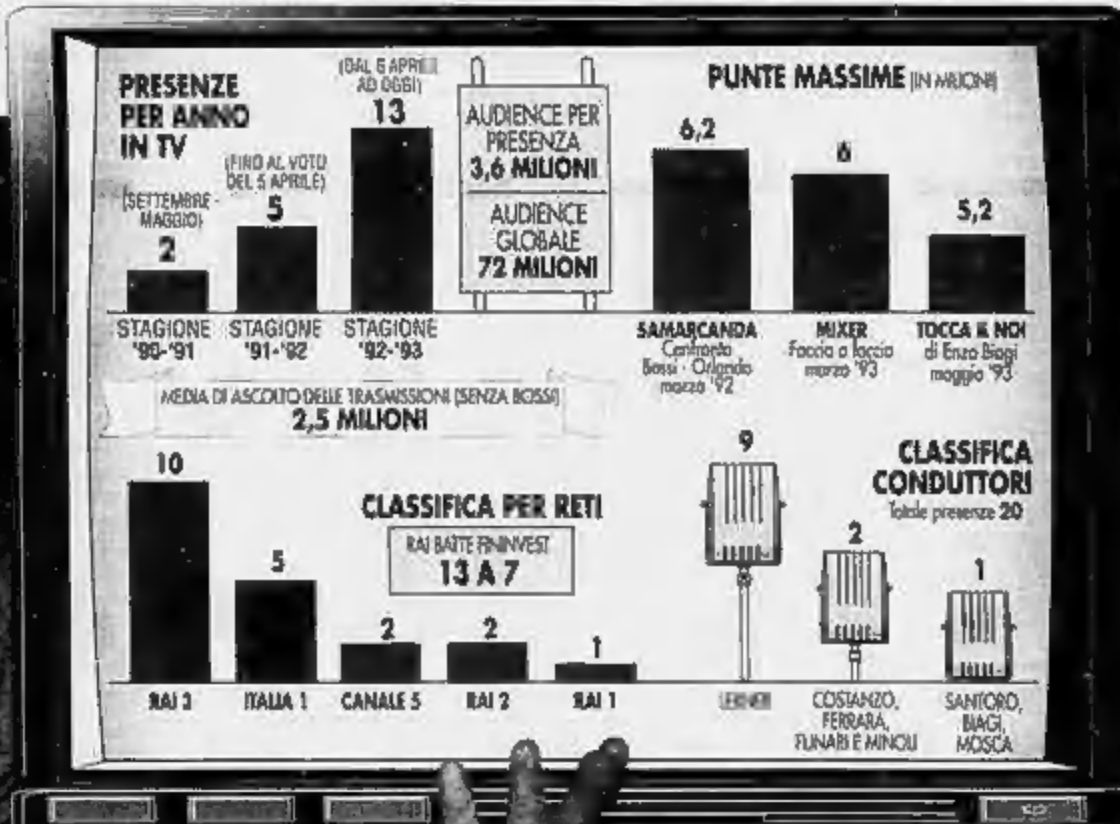 PRESENZE
PER ANNO
IN TV
(SETTEMBRE -
MAGGIO)
2
STAGIONE
'90-'91
(FINO AL VOTO
DEL 5 APRILE)
5
STAGIONE
'91-'92
(DAL 5 APRILE
AD OGGI)
13
STAGIONE
'92-'93
AUDIENCE PER
PRESENZA
3,6 MILIONI
AUDIENCE
GLOBALE
72 MILIONI
PUNTE MASSIME (IN MILIONI)
6,2
SAMARCANDA
Confronto
Bossi - Orlando
marzo '92
6
MIXER
Faccia a faccia
marzo '93
5,2
TOCCA A NOI
di Enzo Biagi
maggio '93
MEDIA DI ASCOLTO DELLE TRASMISSIONI (SENZA BOSSI)
2,5 MILIONI
CLASSIFICA PER RETI
RAI BATTE FININVEST
13 A 7
10
RAI 3
5
ITALIA 1
2
CANALE 5
2
RAI 2
1
RAI 1
CLASSIFICA
CONDUTTORI
Totale presenze 20
9
LERNER
2
COSTANZO,
FERRARA,
FUNARI E MINOLI
1
SANTORO,
BIAGI,
MOSCA